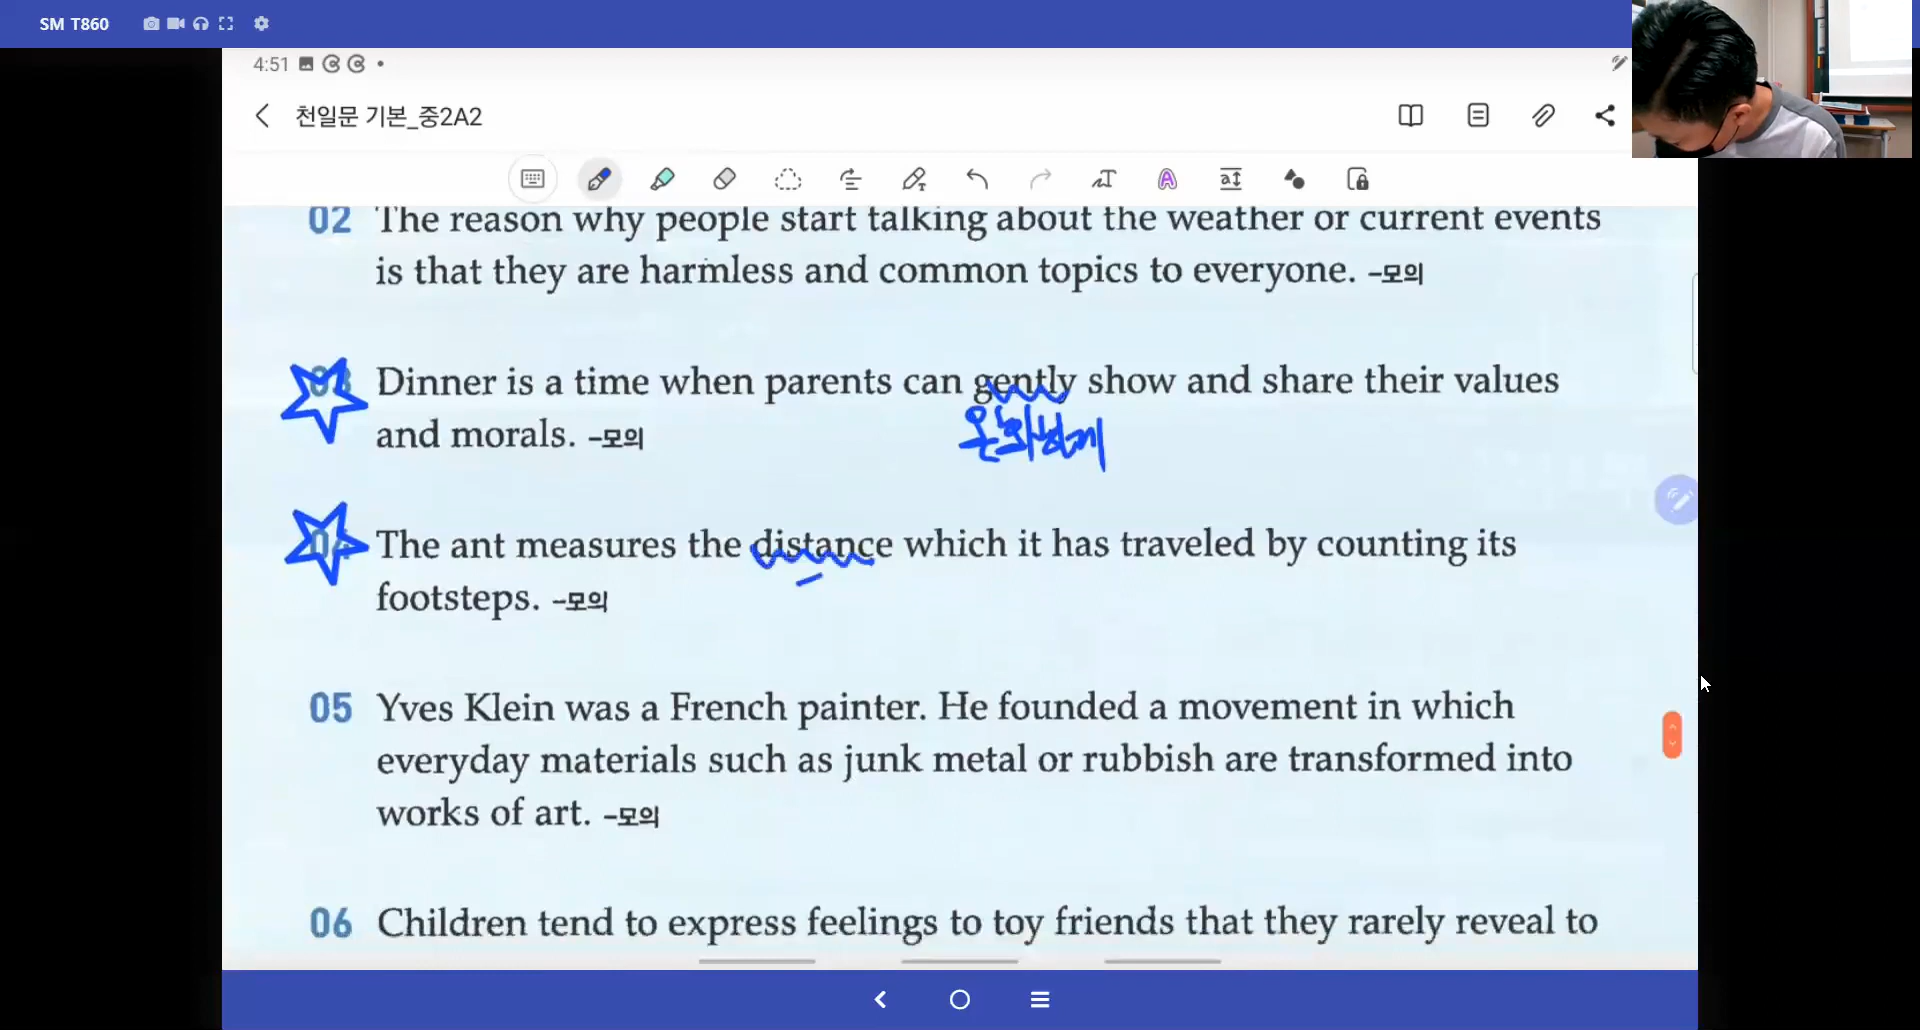 SM T860
4:51
천일문 기본_중2A2
02 The reason why people start talking about the weather or current events
is that they are harmless and common topics to everyone. –모의
03 Dinner is a time when parents can gently show and share their values
온화하게
and morals. –모의
04 The ant measures the distance which it has traveled by counting its
footsteps. –모의
05 Yves Klein was a French painter. He founded a movement in which
everyday materials such as junk metal or rubbish are transformed into
works of art. –모의
06 Children tend to express feelings to toy friends that they rarely reveal to